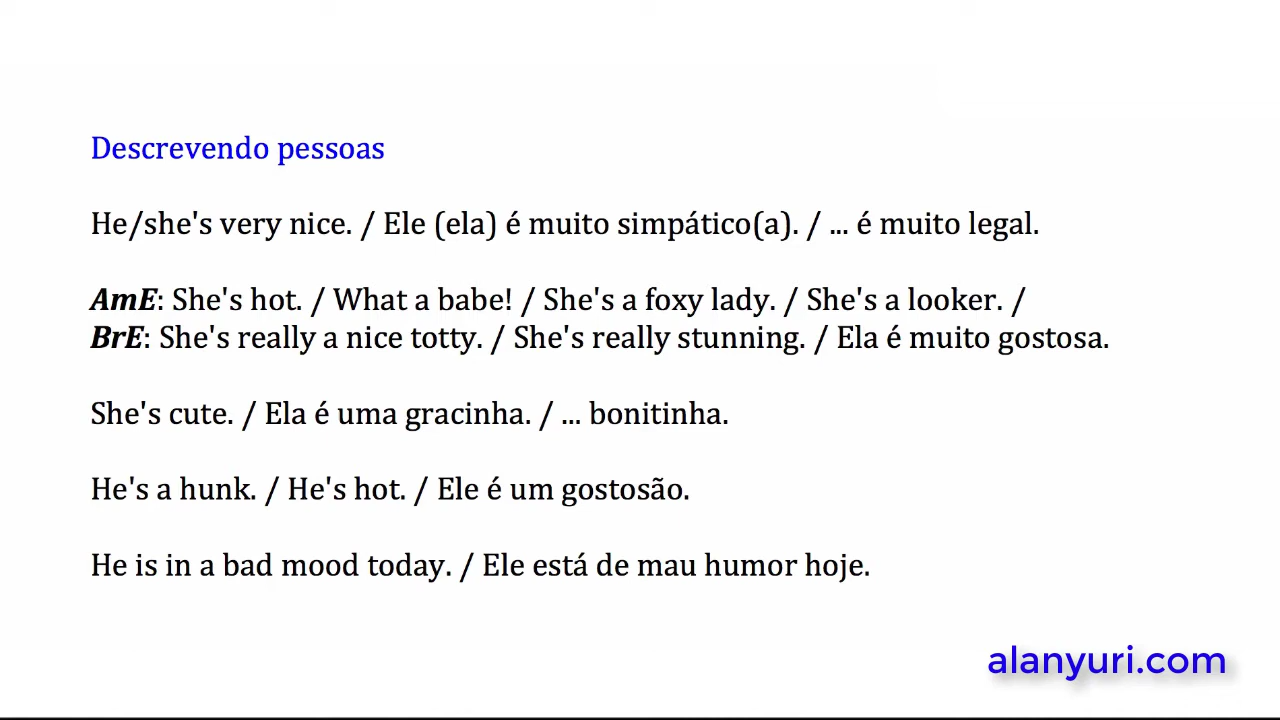 Descrevendo pessoas
He/she's very nice. / Ele (ela) é muito simpático(a). / ... é muito legal.
AmE: She's hot. / What a babe! / She's a foxy lady. / She's a looker. /
BrE: She's really a nice totty. / She's really stunning. / Ela é muito gostosa.
She's cute. / Ela é uma gracinha. / ... bonitinha.
He's a hunk. / He's hot. / Ele é um gostosão.
He is in a bad mood today. / Ele está de mau humor hoje.
alanyuri.com